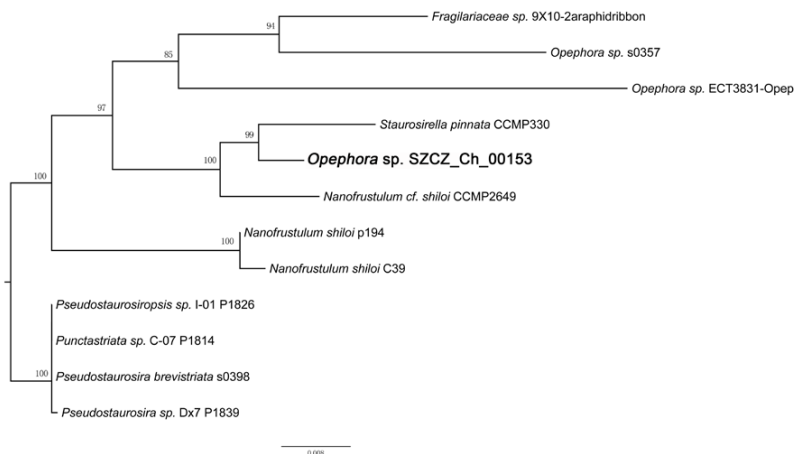 94
Fragilariaceae sp. 9X10-2araphidribbon
85
Opephora sp. s0357
Opephora sp. ECT3831-Opep
97
Staurosirella pinnata CCMP330
99
Opephora sp. SZCZ_Ch_00153
100
Nanofrustulum cf. shiloi CCMP2649
100
Nanofrustulum shiloi p194
100
Nanofrustulum shiloi C39
Pseudostaurosiropsis sp. I-01 P1826
Punctastriata sp. C-07 P1814
Pseudostaurosira brevistriata s0398
100
Pseudostaurosira sp. Dx7 P1839